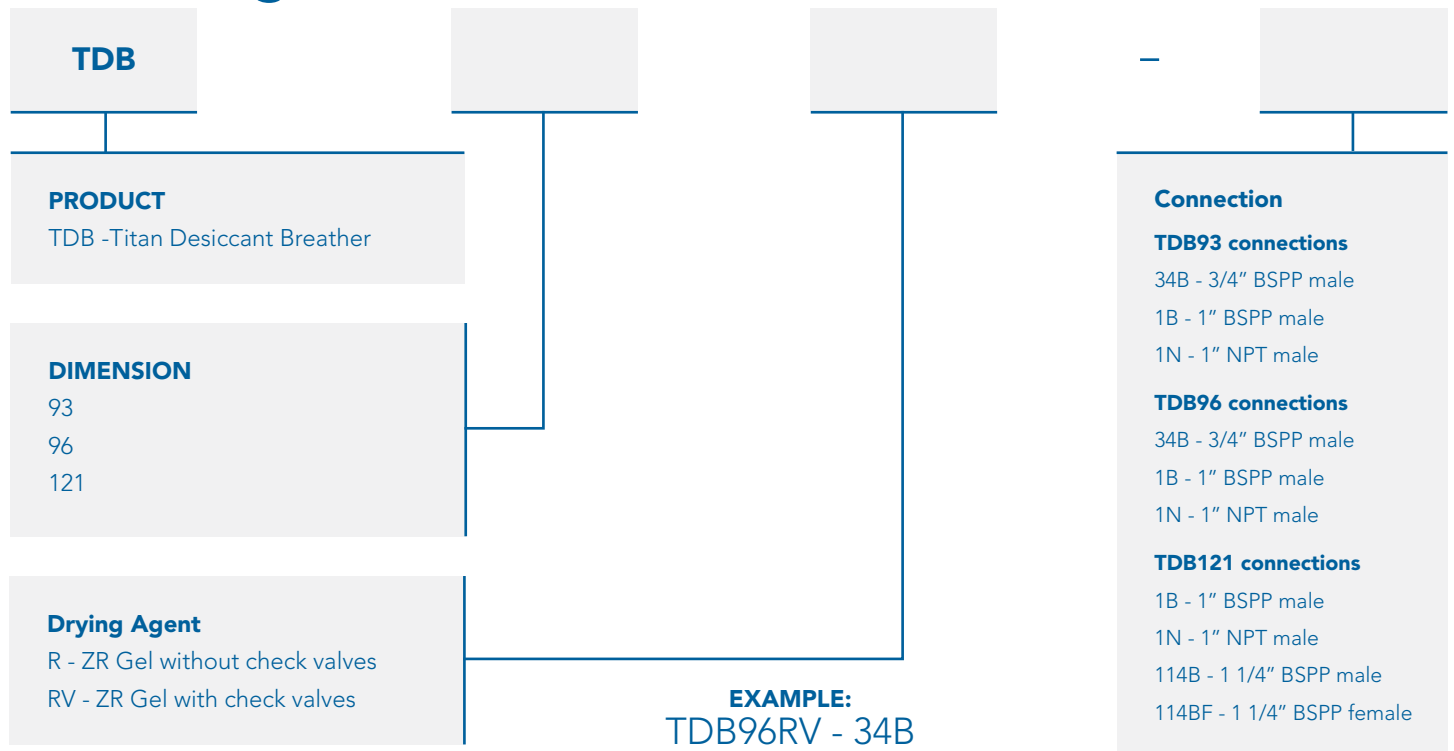 TDB
–
PRODUCT
TDB -Titan Desiccant Breather
DIMENSION
93
96
121
Drying Agent
R - ZR Gel without check valves
RV - ZR Gel with check valves
EXAMPLE:
TDB96RV - 34B
Connection
TDB93 connections
34B - 3/4” BSPP male
1B - 1” BSPP male
1N - 1” NPT male
TDB96 connections
34B - 3/4” BSPP male
1B - 1” BSPP male
1N - 1” NPT male
TDB121 connections
1B - 1” BSPP male
1N - 1” NPT male
114B - 1 1/4” BSPP male
114BF - 1 1/4” BSPP female